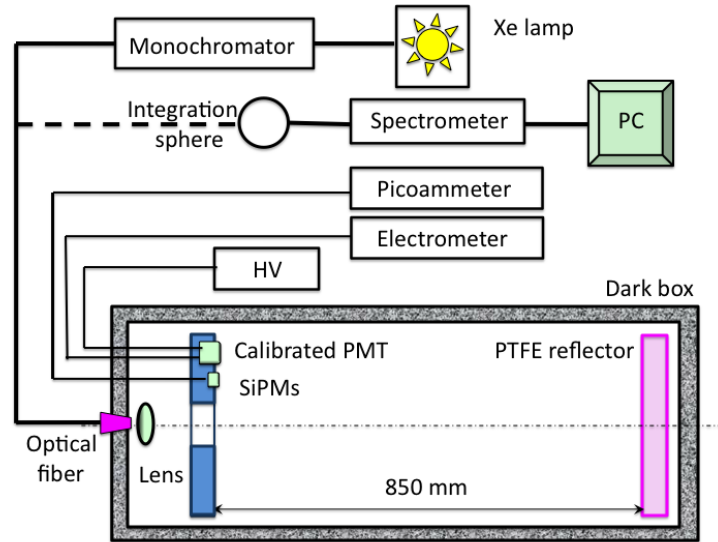 Xe lamp
Monochromator
Integration
sphere
Spectrometer
PC
Picoammeter
Electrometer
HV
Dark box
Calibrated PMT
PTFE reflector
SiPMs
Optical
fiber
Lens
850 mm